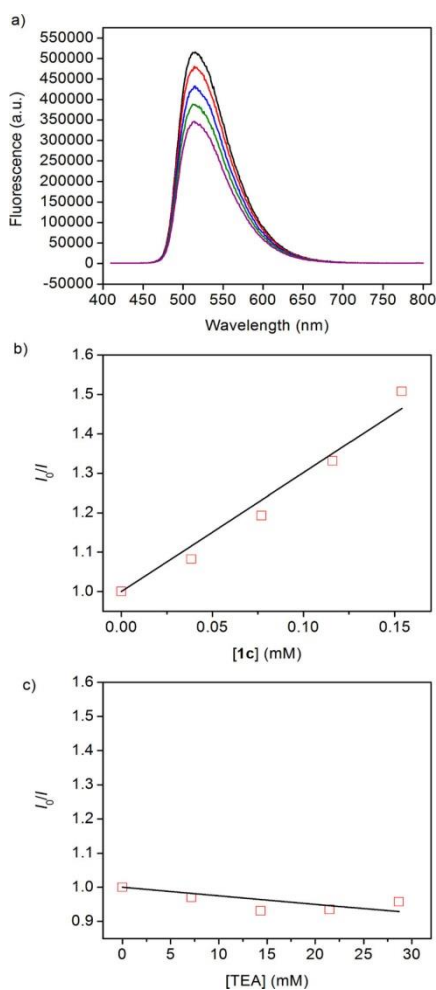 a)
550000
500000
450000
400000
350000
300000
250000
200000
150000
100000
50000
0
-50000
Fluorescence (a.u.)
400 450 500 550 600 650 700 750 800
Wavelength (nm)
b)
1.6
1.5
1.4
1.3
1.2
1.1
1.0
I₀/I
0.00 0.05 0.10 0.15
[1c] (mM)
c)
1.6
1.5
1.4
1.3
1.2
1.1
1.0
0.9
I₀/I
0 5 10 15 20 25 30
[TEA] (mM)